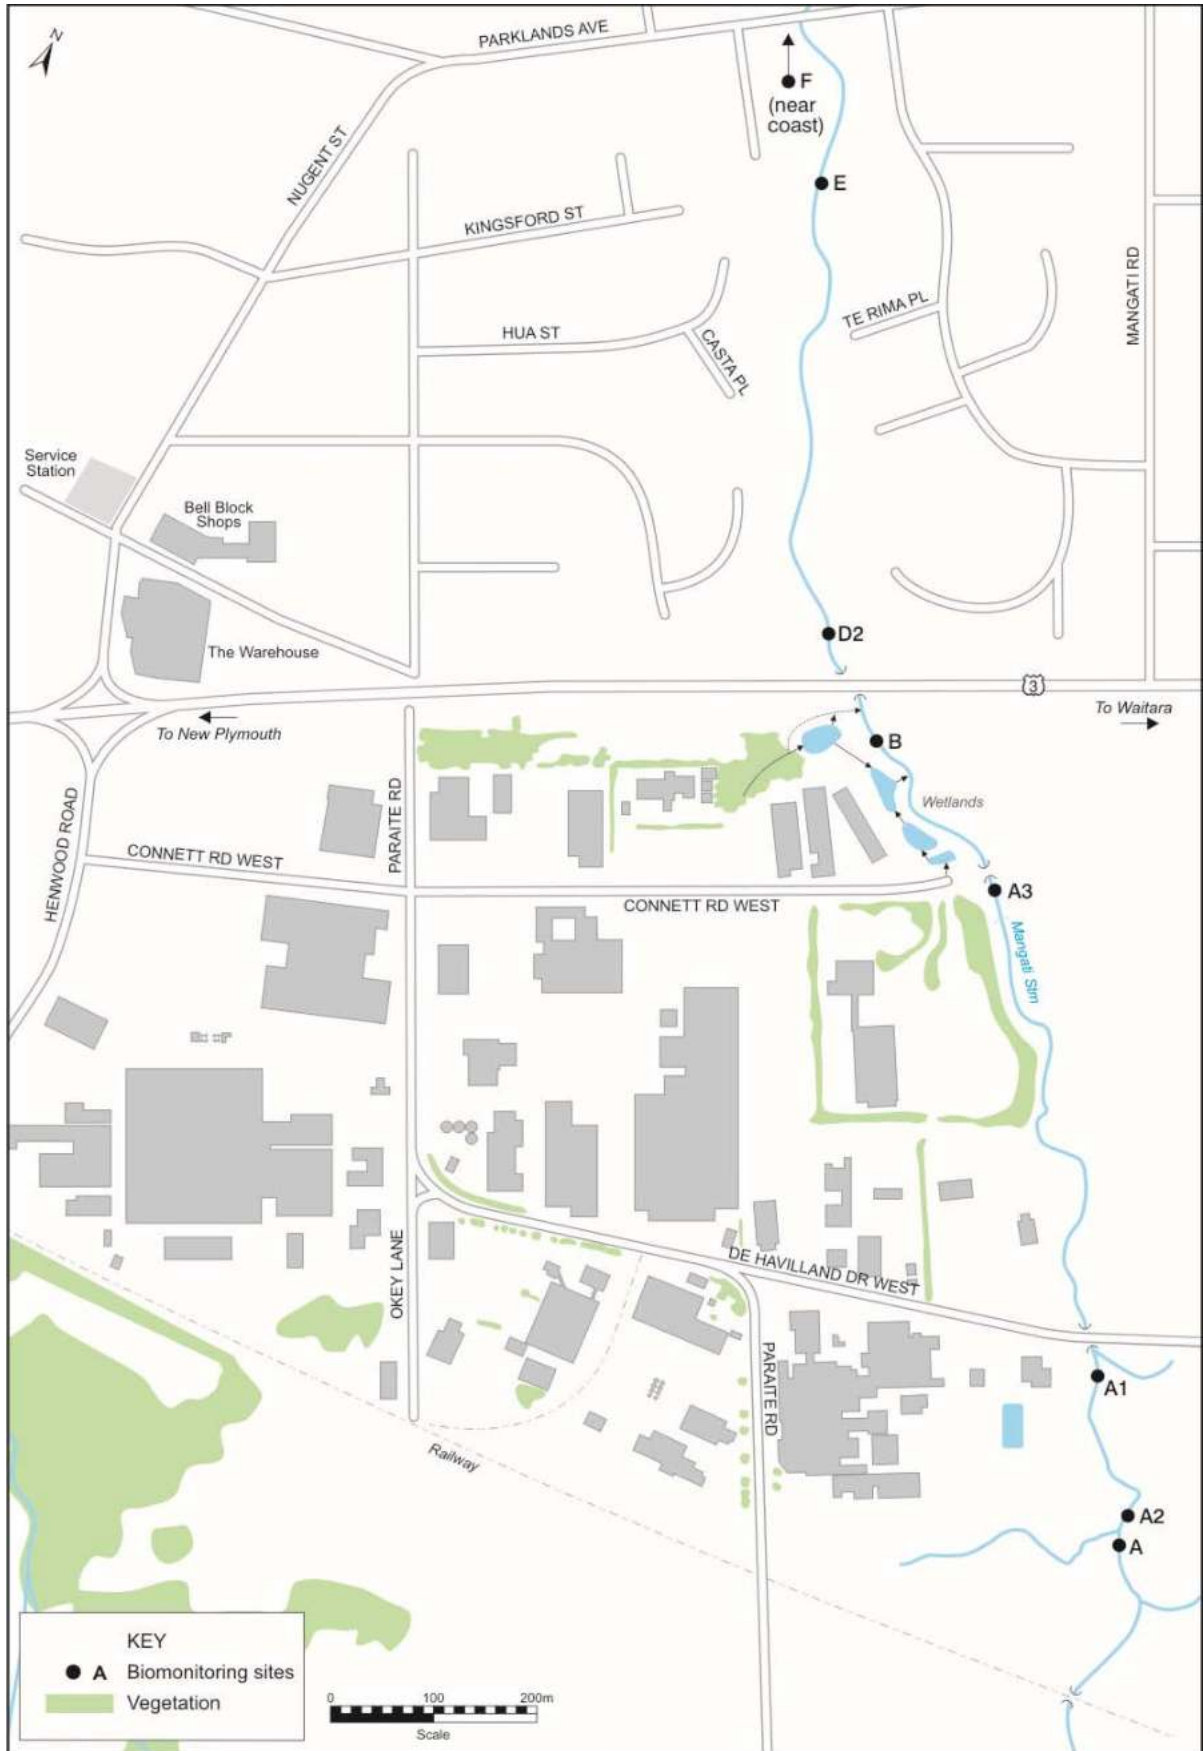 N
PARKLANDS AVE
F
(near
coast)
NUGENT ST
E
KINGSFORD ST
MANGATI RD
TE RIMA PL
HUA ST
CASTA PL
Service
Station
Bell Block
Shops
D2
The Warehouse
3
To New Plymouth
To Waitara
B
Wetlands
HENWOOD ROAD
PARAITE RD
CONNETT RD WEST
CONNETT RD WEST
A3
Mangati Stm
OKEY LANE
DE HAVILLAND DR WEST
PARAITE RD
A1
Railway
A2
A
KEY
A Biomonitoring sites
Vegetation
0 100 200m
Scale